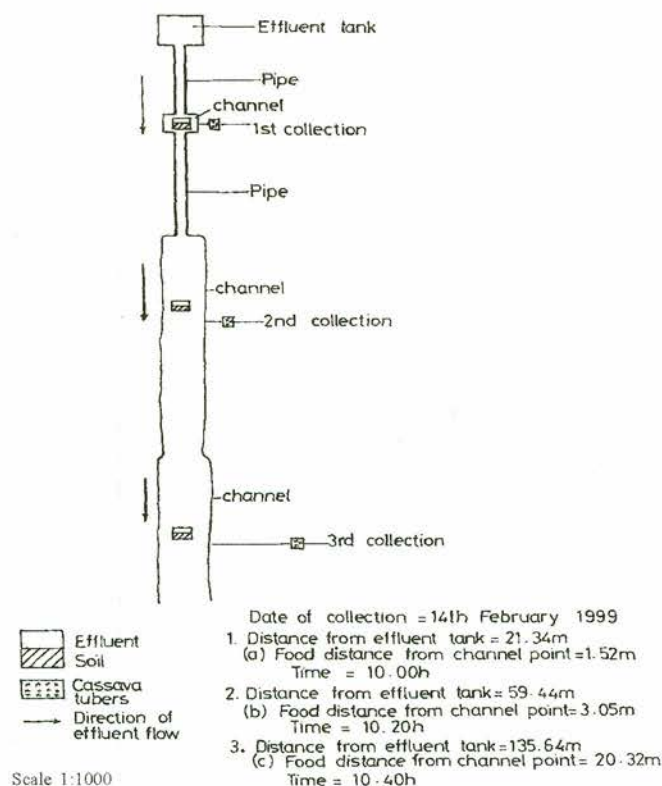 Effluent tank
Pipe
channel
1st collection
Pipe
channel
2nd collection
channel
3rd collection
Effluent
Soil
Cassava
tubers
Direction of
effluent flow
Scale 1:1000
Date of collection = 14th February 1999
1. Distance from effluent tank = 21.34m
(a) Food distance from channel point = 1.52m
Time = 10.00h
2. Distance from effluent tank = 59.44m
(b) Food distance from channel point = 3.05m
Time = 10.20h
3. Distance from effluent tank = 135.64m
(c) Food distance from channel point = 20.32m
Time = 10.40h